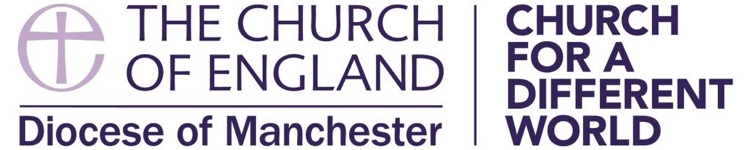 THE CHURCH
OF ENGLAND
Diocese of Manchester
CHURCH
FOR A
DIFFERENT
WORLD